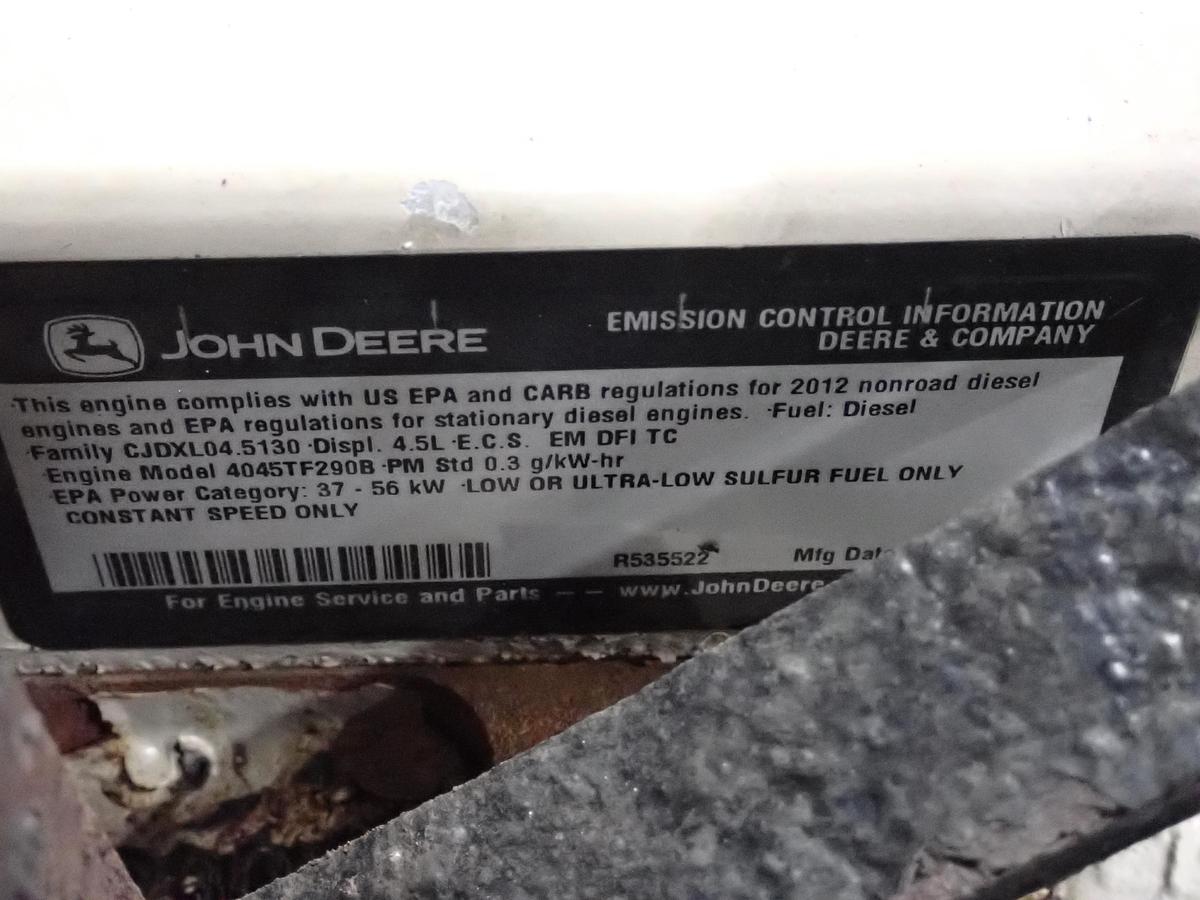 JOHN DEERE
EMISSION CONTROL INFORMATION
DEERE & COMPANY
·This engine complies with US EPA and CARB regulations for 2012 nonroad diesel
engines and EPA regulations for stationary diesel engines. ·Fuel: Diesel
·Family CJDXL04.5130 ·Displ. 4.5L ·E.C.S. EM DFI TC
·Engine Model 4045TF290B ·PM Std 0.3 g/kW-hr
·EPA Power Category: 37 - 56 kW ·LOW OR ULTRA-LOW SULFUR FUEL ONLY
CONSTANT SPEED ONLY
R535522 Mfg Dat
For Engine Service and Parts -- www.JohnDeere